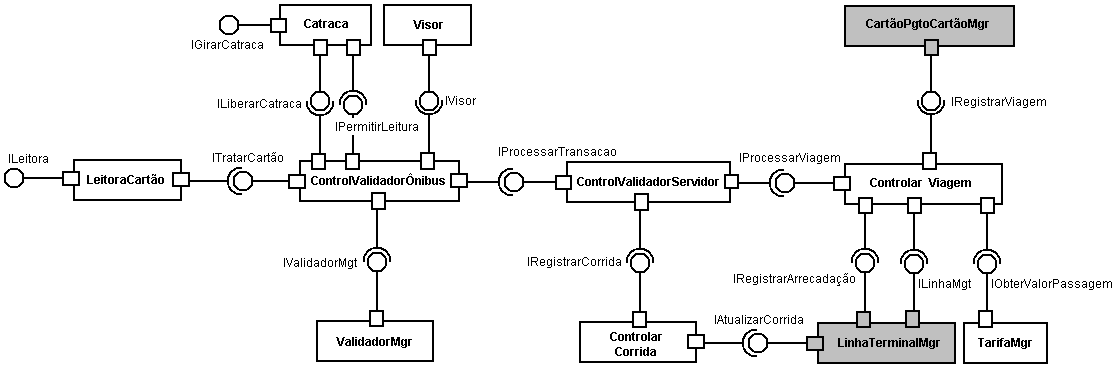 Catraca
Visor
CartãoPgtoCartãoMgr
IGirarCatraca
ILiberarCatraca
IVisor
IRegistrarViagem
IPermitirLeitura
ILeitora
ITratarCartão
IProcessarTransacao
IProcessarViagem
LeitoraCartão
ControlValidadorÔnibus
ControlValidadorServidor
Controlar Viagem
IValidadorMgt
IRegistrarCorrida
IRegistrarArrecadação
ILinhaMgt
IObterValorPassagem
IAtualizarCorrida
ValidadorMgr
Controlar
Corrida
LinhaTerminalMgr
TarifaMgr